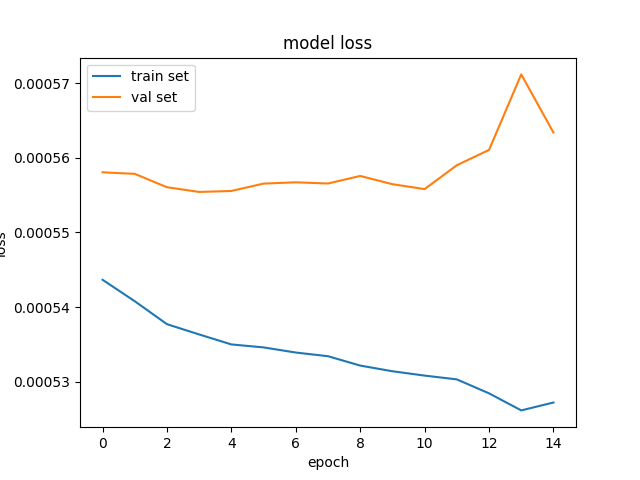 model loss
train set
val set
0.00057
0.00056
0.00055
0.00054
0.00053
loss
0 2 4 6 8 10 12 14
epoch